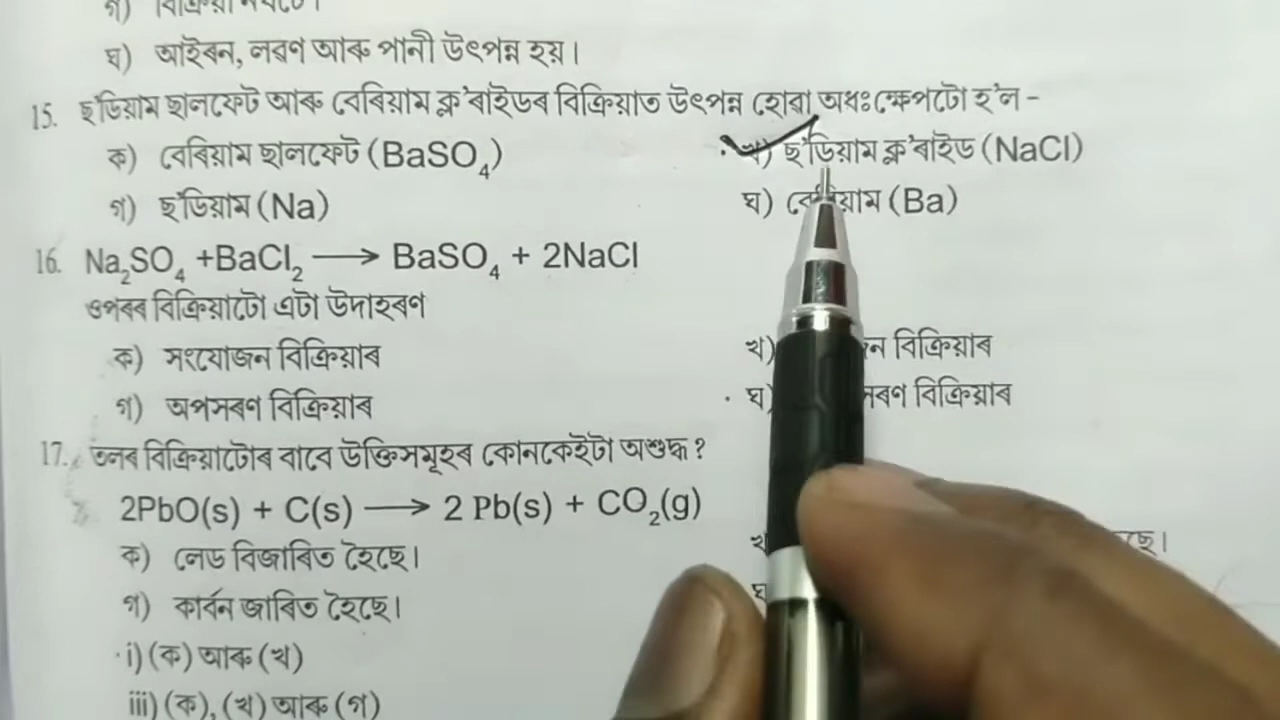 গ) বিক্ৰিয়া নঘটে।
ঘ) আইৰন, লৱণ আৰু পানী উৎপন্ন হয়।
15. ছ'ডিয়াম ছালফেট আৰু বেৰিয়াম ক্ল'ৰাইডৰ বিক্ৰিয়াত উৎপন্ন হোৱা অধঃক্ষেপটো হ'ল –
ক) বেৰিয়াম ছালফেট (BaSO₄) ছ'ডিয়াম ক্ল'ৰাইড (NaCl)
গ) ছ'ডিয়াম (Na) ঘ) (Ba)
16. Na₂SO₄ +BaCl₂ ⟶ BaSO₄ + 2NaCl
ওপৰৰ বিক্ৰিয়াটো এটা উদাহৰণ
ক) সংযোজন বিক্ৰিয়াৰ খ) বিক্ৰিয়াৰ
গ) অপসৰণ বিক্ৰিয়াৰ ঘ) বিক্ৰিয়াৰ
17. তলৰ বিক্ৰিয়াটোৰ বাবে উক্তিসমূহৰ কোনকেইটা অশুদ্ধ ?
2PbO(s) + C(s) ⟶ 2 Pb(s) + CO₂(g)
ক) লেড বিজাৰিত হৈছে।
গ) কাৰ্বন জাৰিত হৈছে।
i) (ক) আৰু (খ)
iii) (ক), (খ) আৰু (গ)